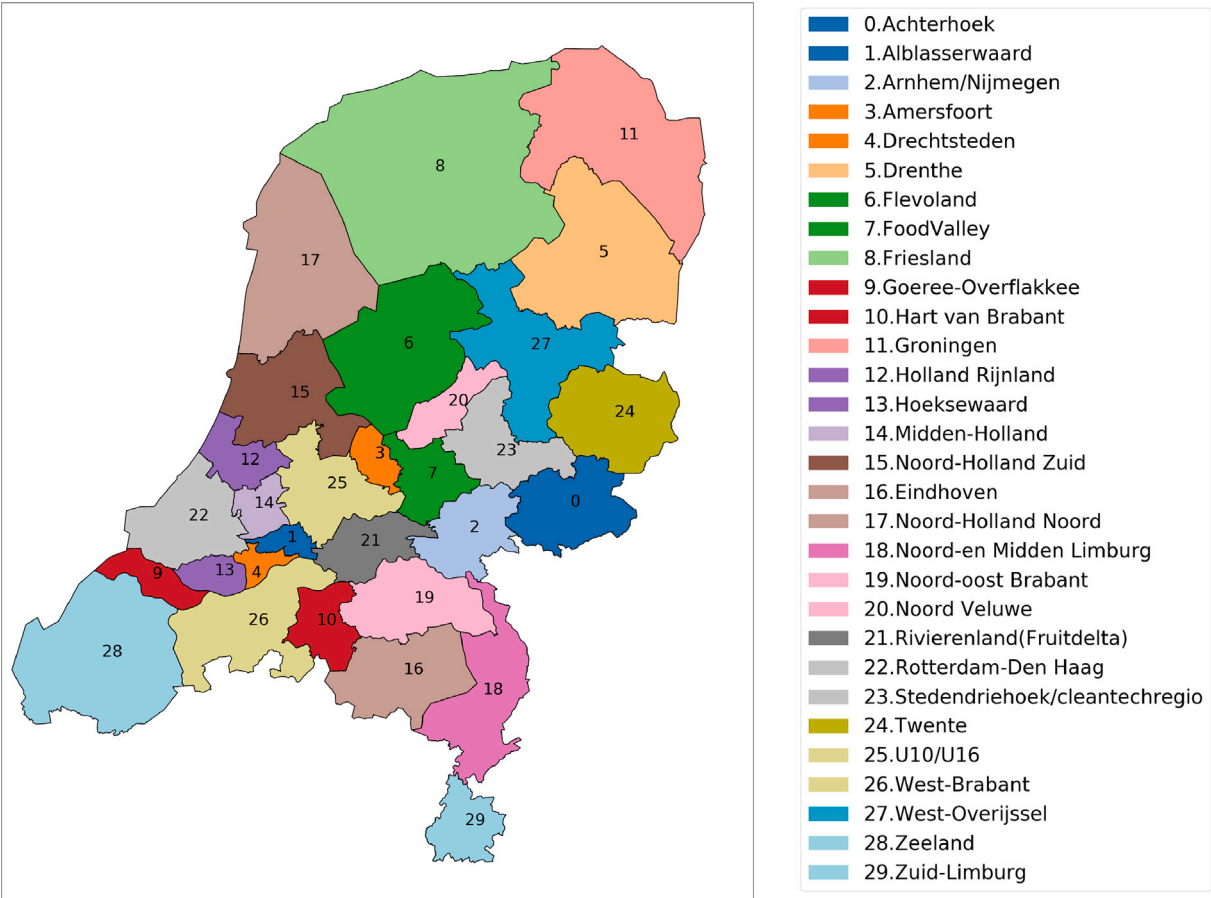 11
8
17
5
6
27
15
20
24
3
12
23
7
25
14
0
22
2
1
21
13
4
9
19
10
26
28
16
18
29
0.Achterhoek
1.Alblasserwaard
2.Arnhem/Nijmegen
3.Amersfoort
4.Drechtsteden
5.Drenthe
6.Flevoland
7.FoodValley
8.Friesland
9.Goeree-Overflakkee
10.Hart van Brabant
11.Groningen
12.Holland Rijnland
13.Hoeksewaard
14.Midden-Holland
15.Noord-Holland Zuid
16.Eindhoven
17.Noord-Holland Noord
18.Noord-en Midden Limburg
19.Noord-oost Brabant
20.Noord Veluwe
21.Rivierenland(Fruitdelta)
22.Rotterdam-Den Haag
23.Stedendriehoek/cleantechregio
24.Twente
25.U10/U16
26.West-Brabant
27.West-Overijssel
28.Zeeland
29.Zuid-Limburg